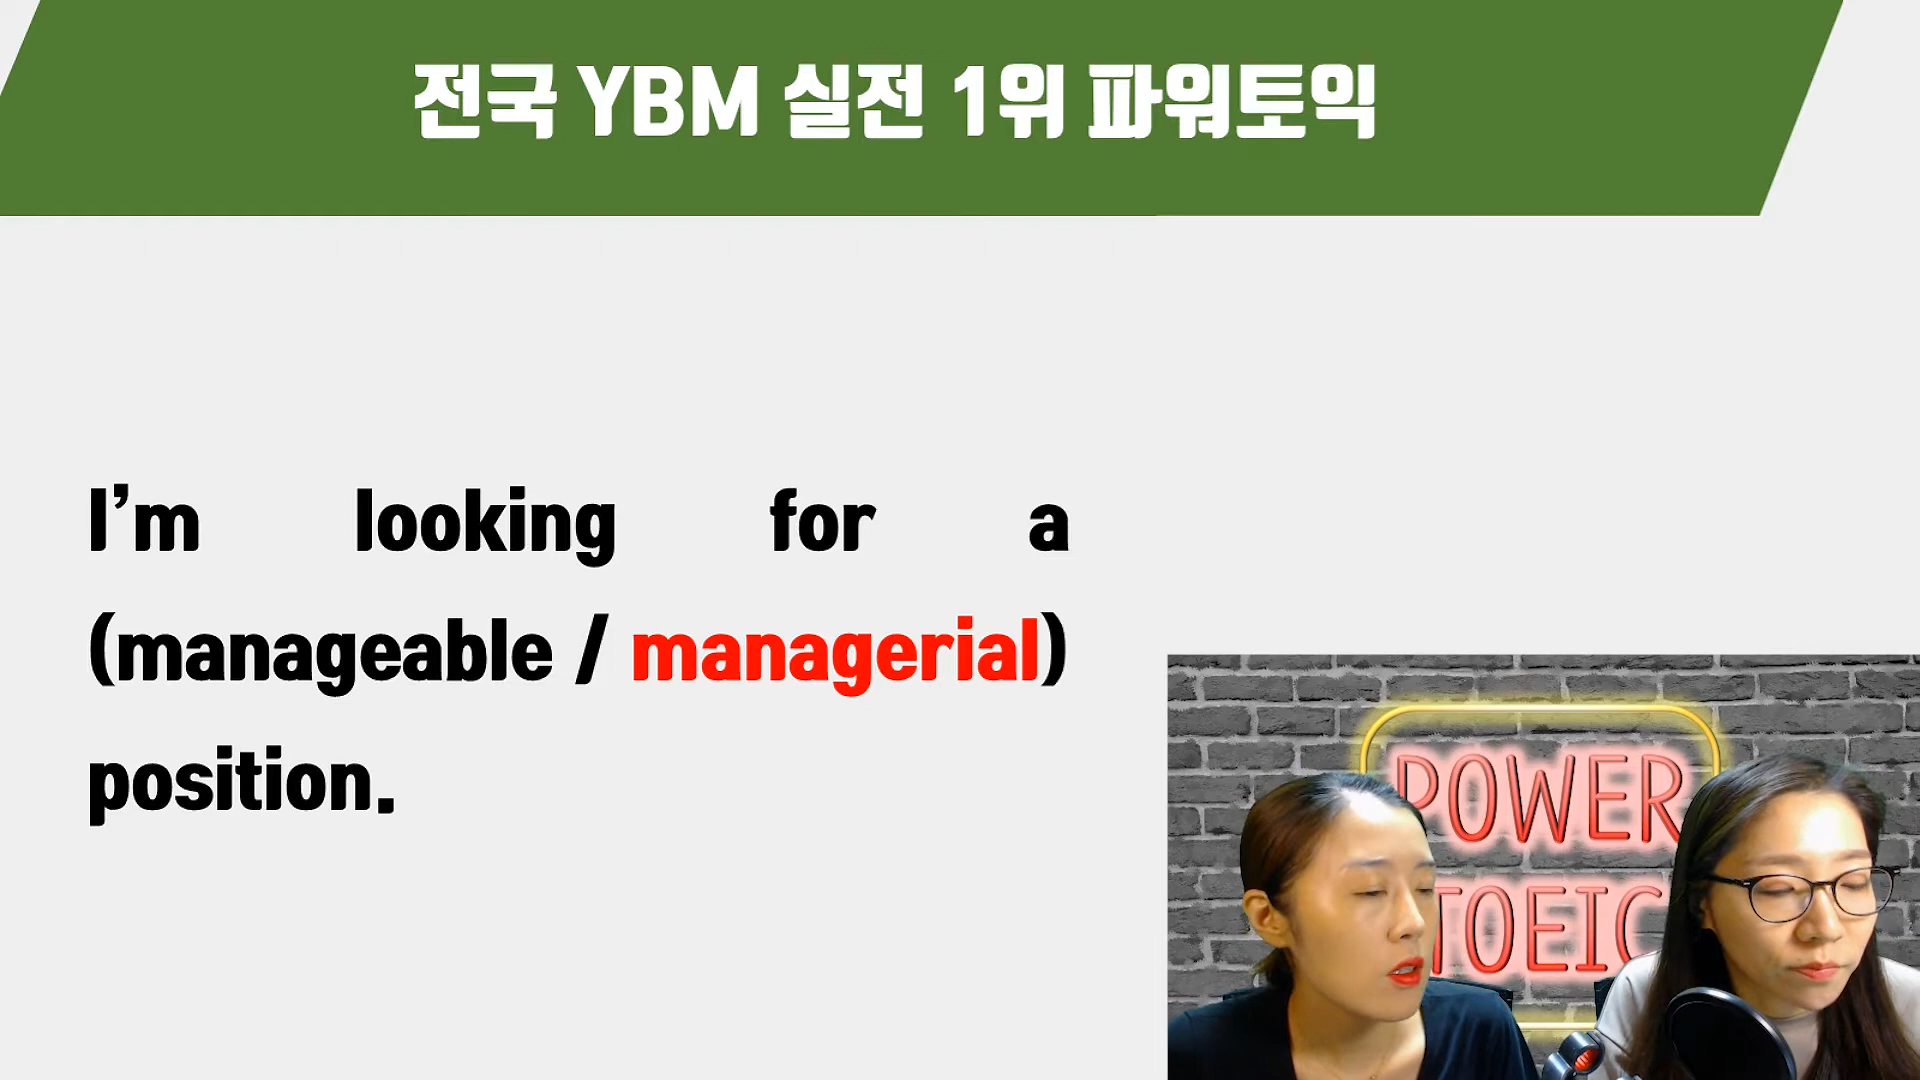 전국 YBM 실전 1위 파워토익
I’m looking for a
(manageable / managerial)
position.
POWER
TOEIC